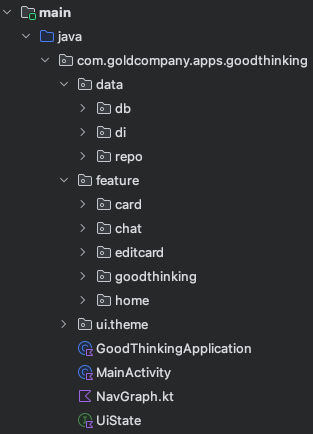 main
java
com.goldcompany.apps.goodthinking
data
db
di
repo
feature
card
chat
editcard
goodthinking
home
ui.theme
GoodThinkingApplication
MainActivity
NavGraph.kt
UiState